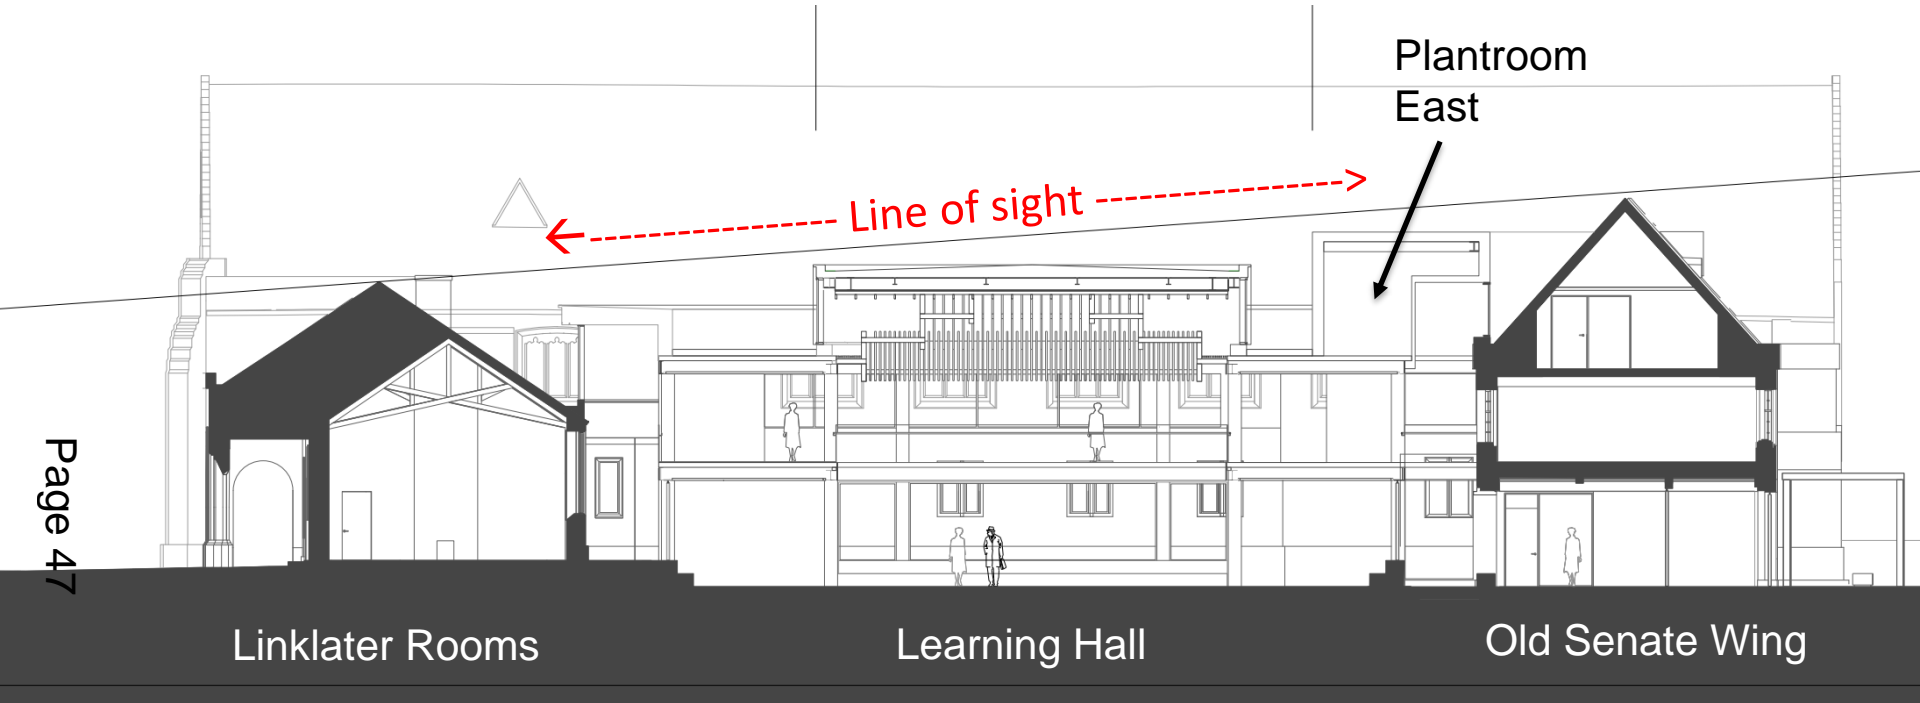 Plantroom
East
Line of sight
Page 47
Linklater Rooms
Learning Hall
Old Senate Wing